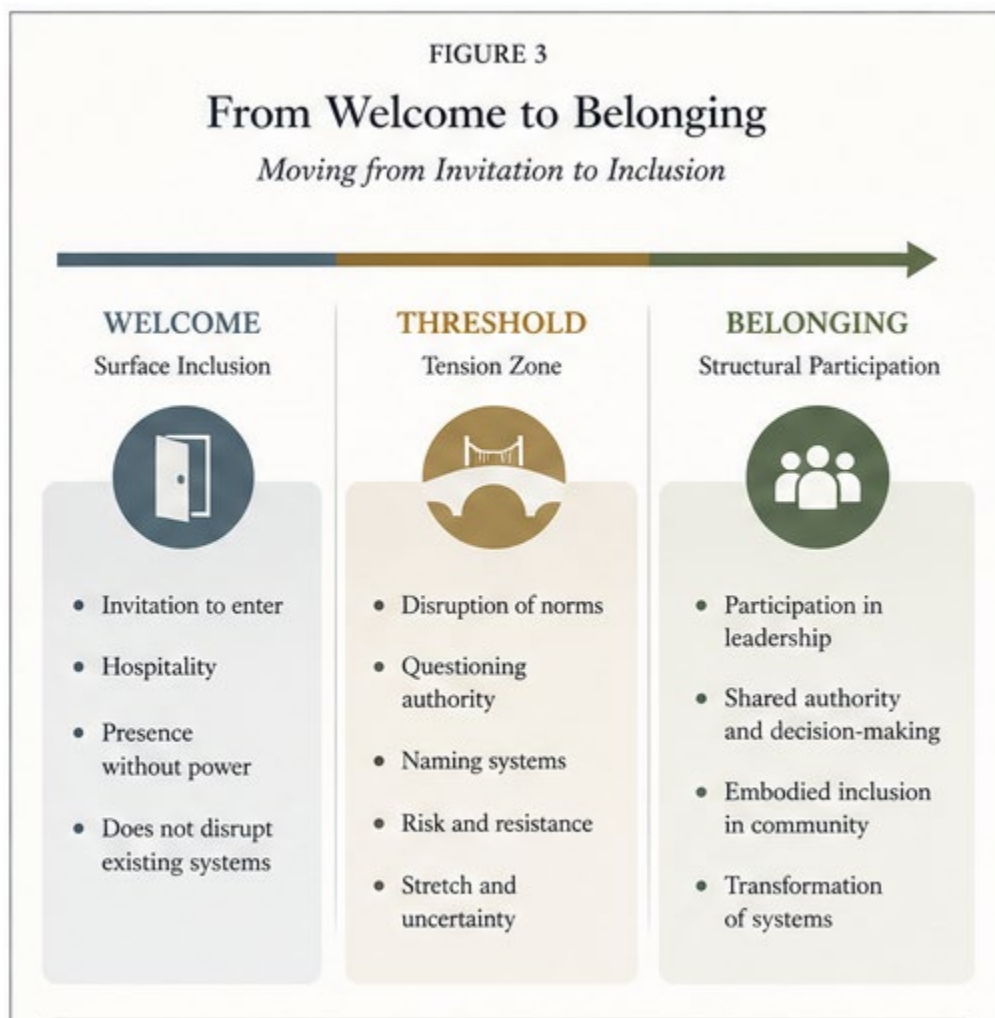 FIGURE 3
From Welcome to Belonging
Moving from Invitation to Inclusion
WELCOME
Surface Inclusion
• Invitation to enter
• Hospitality
• Presence
without power
• Does not disrupt
existing systems
THRESHOLD
Tension Zone
• Disruption of norms
• Questioning
authority
• Naming systems
• Risk and resistance
• Stretch and
uncertainty
BELONGING
Structural Participation
• Participation in
leadership
• Shared authority
and decision-making
• Embodied inclusion
in community
• Transformation
of systems